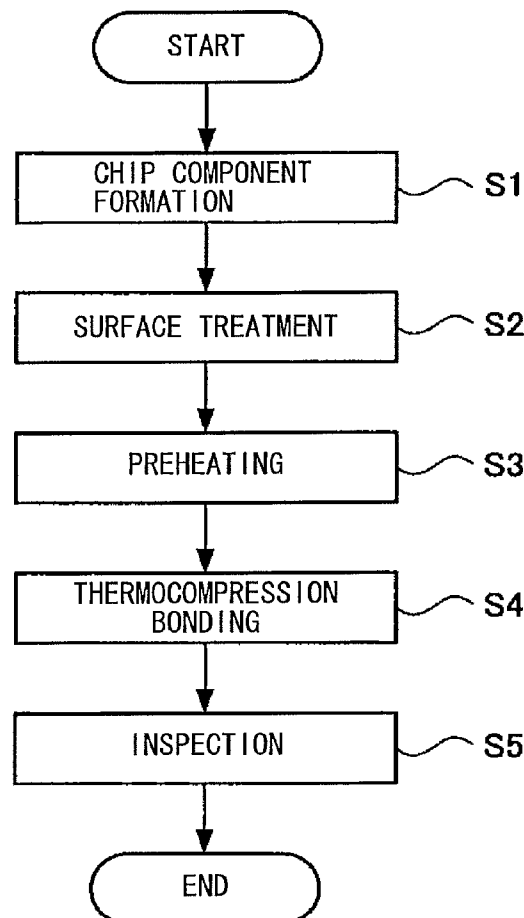 START
CHIP COMPONENT
FORMATION
S1
SURFACE TREATMENT
S2
PREHEATING
S3
THERMOCOMPRESSION
BONDING
S4
INSPECTION
S5
END